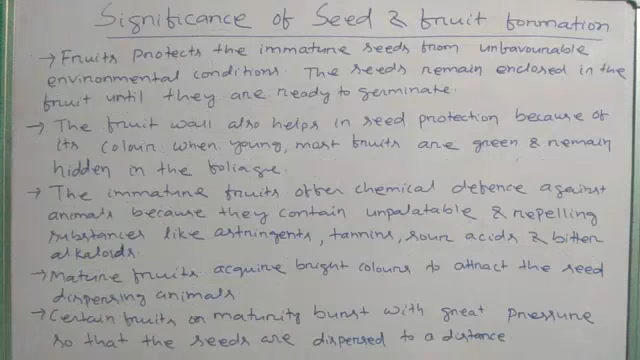 Significance of Seed & fruit formation
→ Fruits protects the immature seeds from unfavourable
environmental conditions. The seeds remain enclosed in the
fruit until they are ready to germinate.
→ The fruit wall also helps in seed protection because of
its colour. When young, most fruits are green & remain
hidden in the foliage.
→ The immature fruits offer chemical defence against
animals because they contain unpalatable & repelling
substances like astringents, tannins, sour acids & bitter
alkaloids.
→ Mature fruits acquire bright colours to attract the seed
dispersing animals
→ Certain fruits on maturity burst with great pressure
so that the seeds are dispersed to a distance